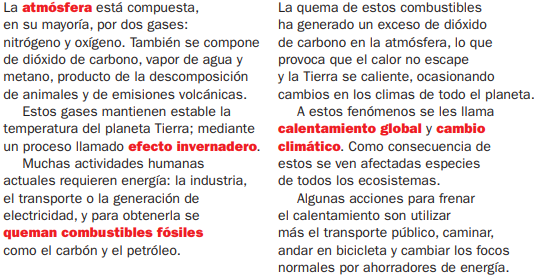 La atmósfera está compuesta,
en su mayoría, por dos gases:
nitrógeno y oxígeno. También se compone
de dióxido de carbono, vapor de agua y
metano, producto de la descomposición
de animales y de emisiones volcánicas.
Estos gases mantienen estable la
temperatura del planeta Tierra; mediante
un proceso llamado efecto invernadero.
Muchas actividades humanas
actuales requieren energía: la industria,
el transporte o la generación de
electricidad, y para obtenerla se
queman combustibles fósiles
como el carbón y el petróleo.
La quema de estos combustibles
ha generado un exceso de dióxido
de carbono en la atmósfera, lo que
provoca que el calor no escape
y la Tierra se caliente, ocasionando
cambios en los climas de todo el planeta.
A estos fenómenos se les llama
calentamiento global y cambio
climático. Como consecuencia de
estos se ven afectadas especies
de todos los ecosistemas.
Algunas acciones para frenar
el calentamiento son utilizar
más el transporte público, caminar,
andar en bicicleta y cambiar los focos
normales por ahorradores de energía.